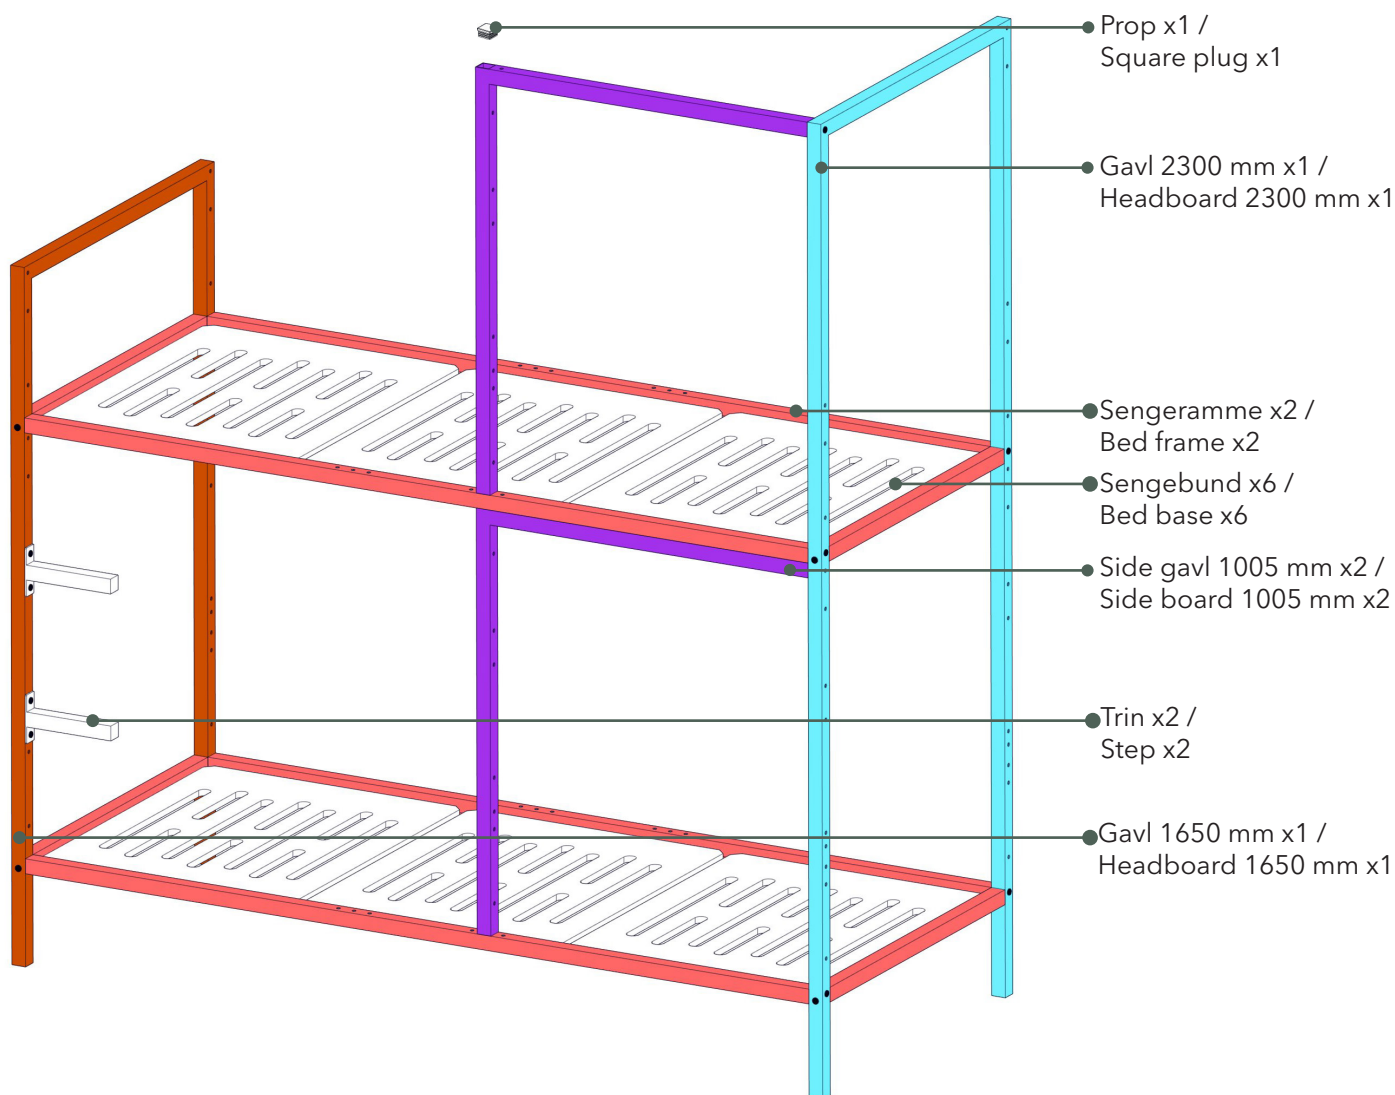 Prop x1 /
Square plug x1
Gavl 2300 mm x1 /
Headboard 2300 mm x1
Sengeramme x2 /
Bed frame x2
Sengebund x6 /
Bed base x6
Side gavl 1005 mm x2 /
Side board 1005 mm x2
Trin x2 /
Step x2
Gavl 1650 mm x1 /
Headboard 1650 mm x1